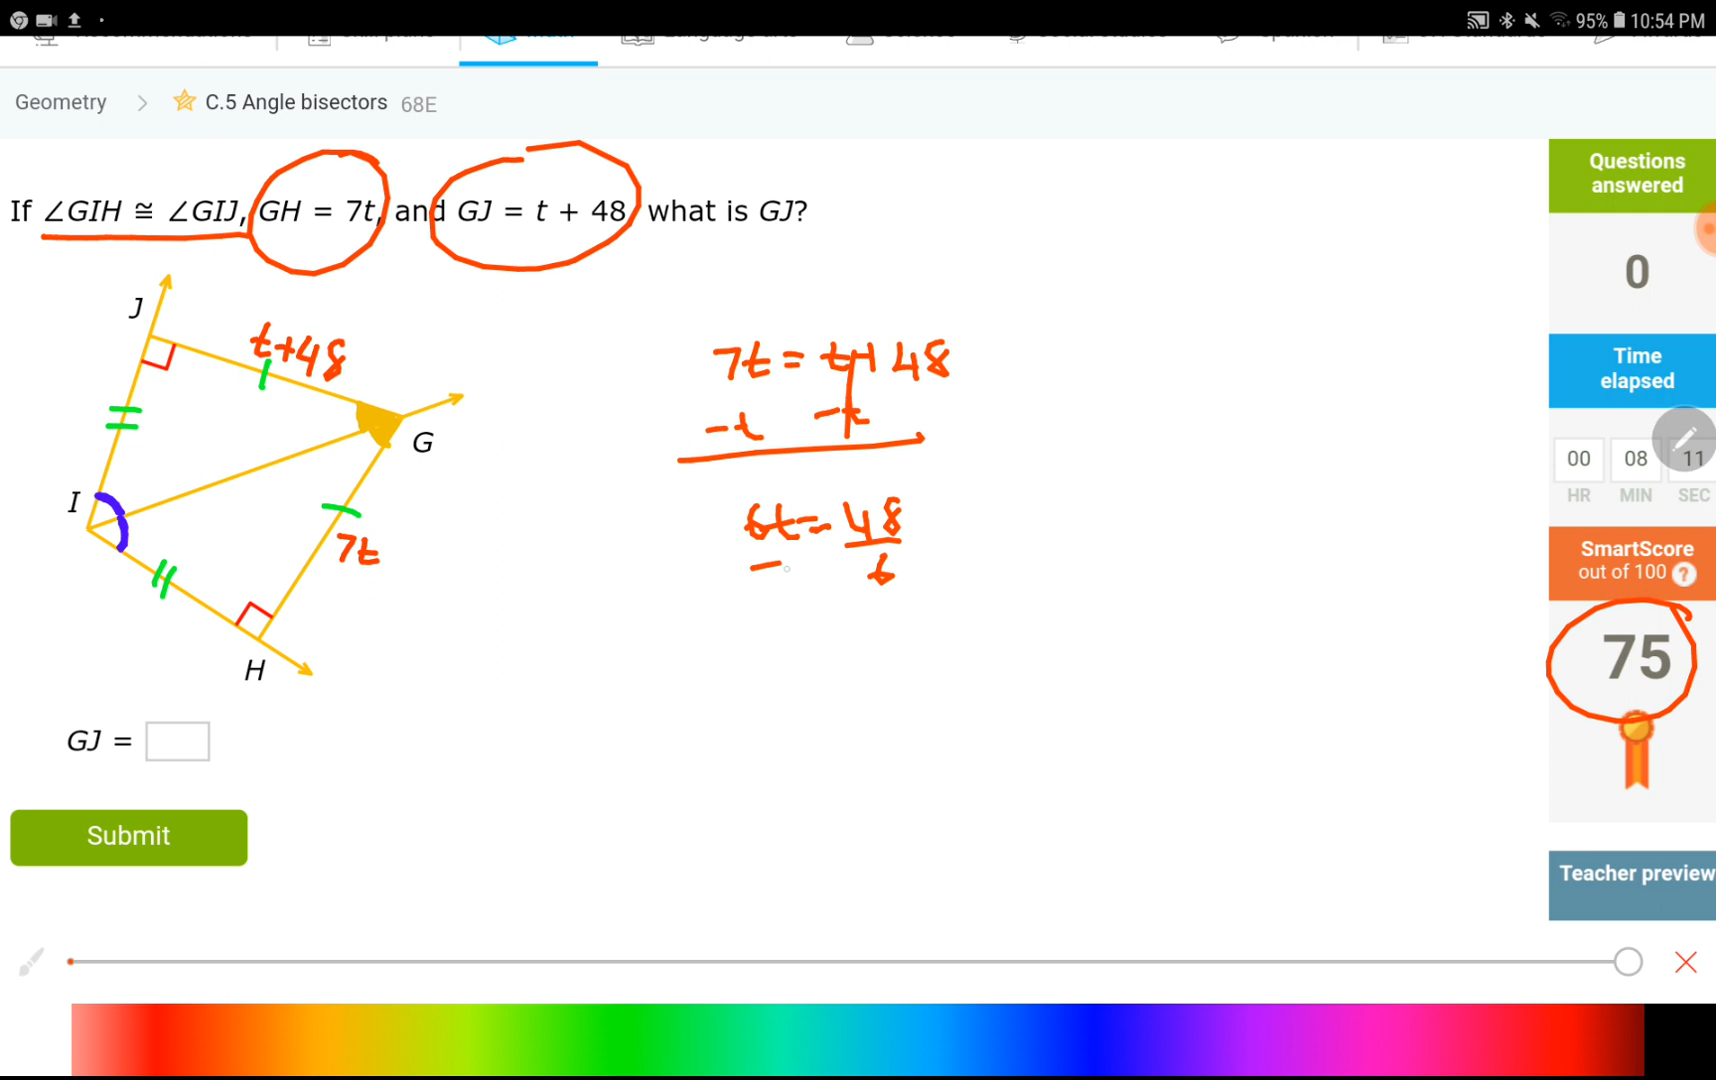 95% 10:54 PM
Geometry > C.5 Angle bisectors 68E
If ∠GIH ≅ ∠GIJ, GH = 7t, and GJ = t + 48, what is GJ?
J
t+48
G
I
7t
H
7t = t+48
-t -t
6t = 48
6
GJ =
Submit
Questions
answered
0
Time
elapsed
00 08 11
HR MIN SEC
SmartScore
out of 100 ?
75
Teacher preview